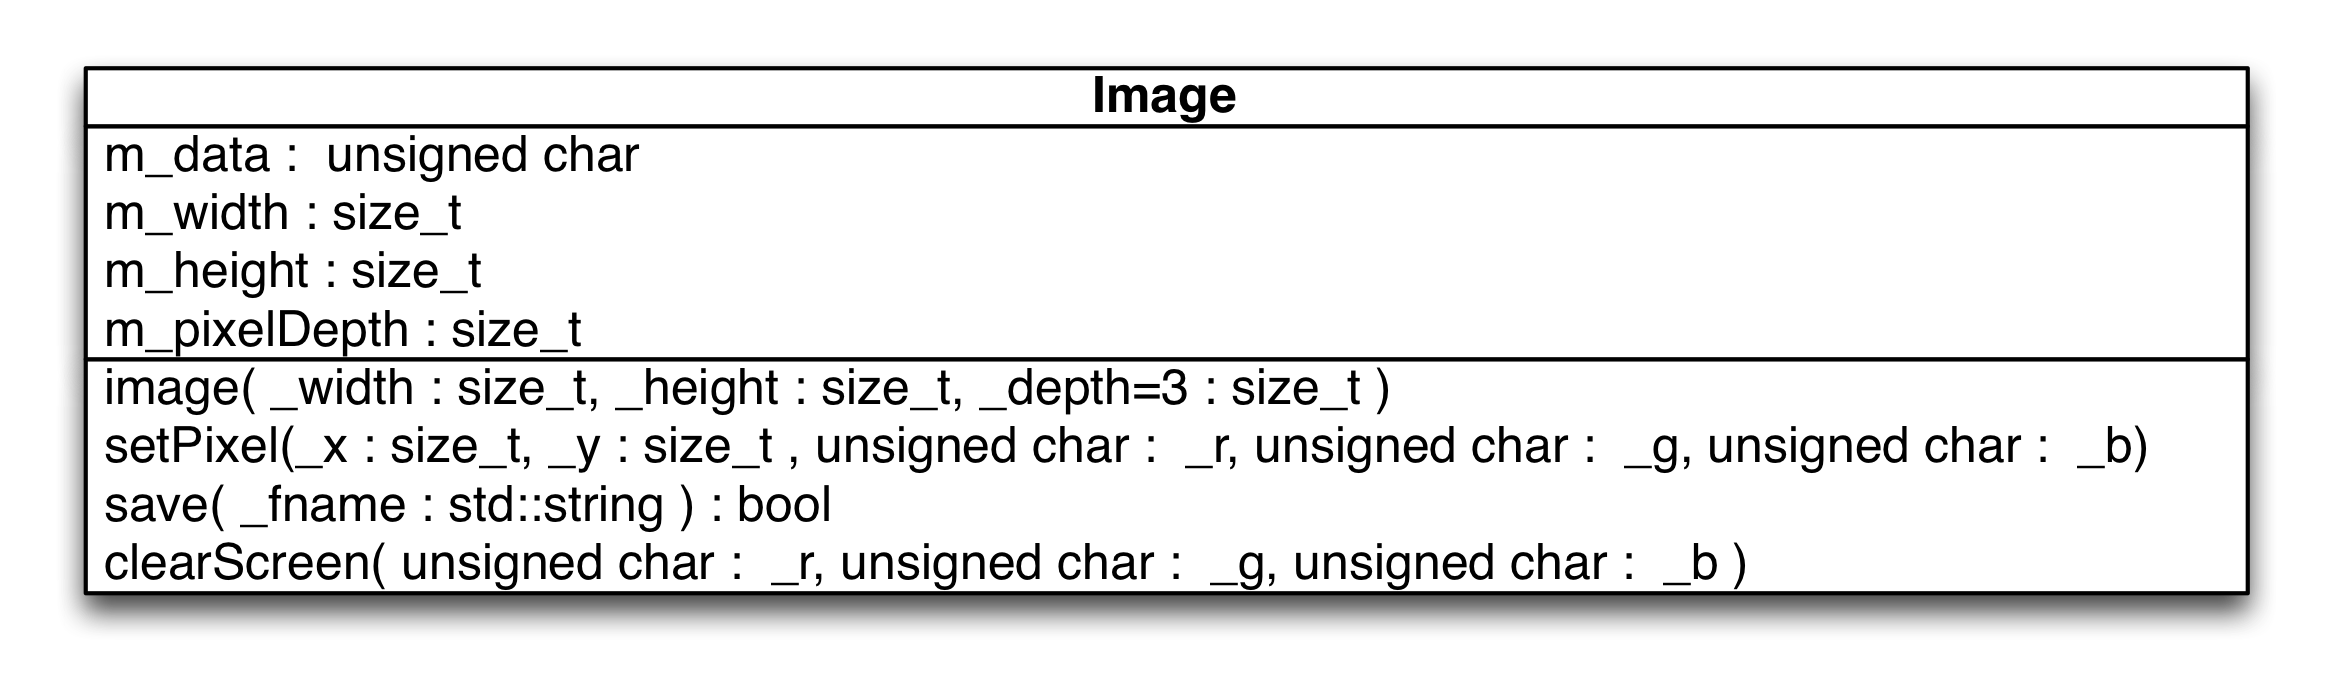 Image
m_data :  unsigned char
m_width : size_t
m_height : size_t
m_pixelDepth : size_t
image( _width : size_t, _height : size_t, _depth=3 : size_t )
setPixel(_x : size_t, _y : size_t , unsigned char :  _r, unsigned char :  _g, unsigned char :  _b)
save( _fname : std::string ) : bool
clearScreen( unsigned char :  _r, unsigned char :  _g, unsigned char :  _b )